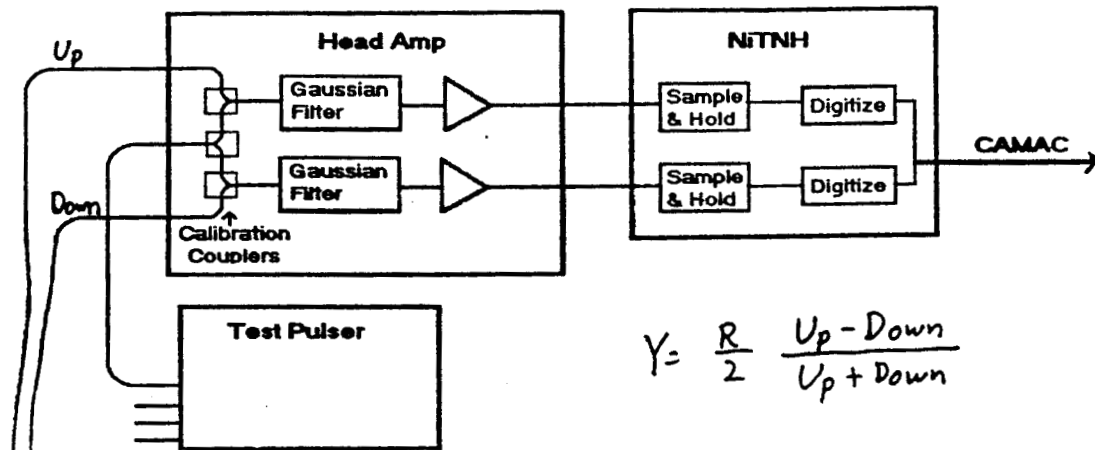 Up
Head Amp
NiTNH
Gaussian
Filter
Sample
& Hold
Digitize
CAMAC
Gaussian
Filter
Sample
& Hold
Digitize
Down
Calibration
Couplers
Test Pulser
Y= R/2 Up - Down / Up + Down